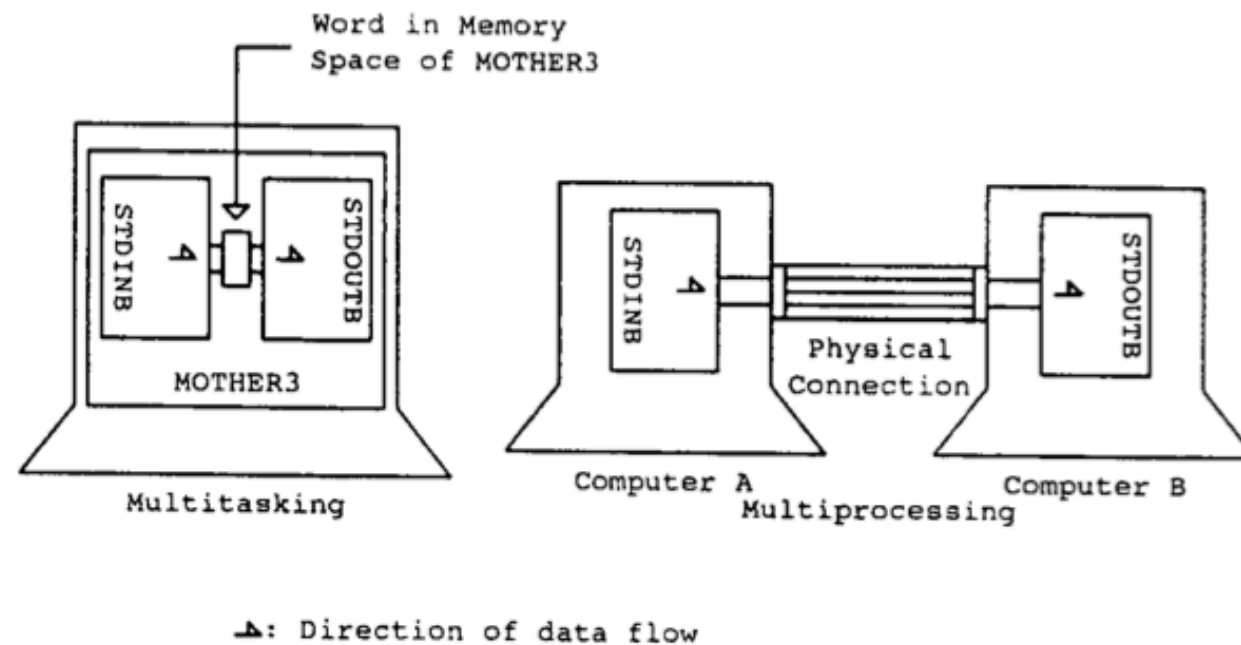 Word in Memory
Space of MOTHER3
STDINB
STDOUTB
MOTHER3
Multitasking
STDINB
STDOUTB
Physical
Connection
Computer A
Computer B
Multiprocessing
: Direction of data flow